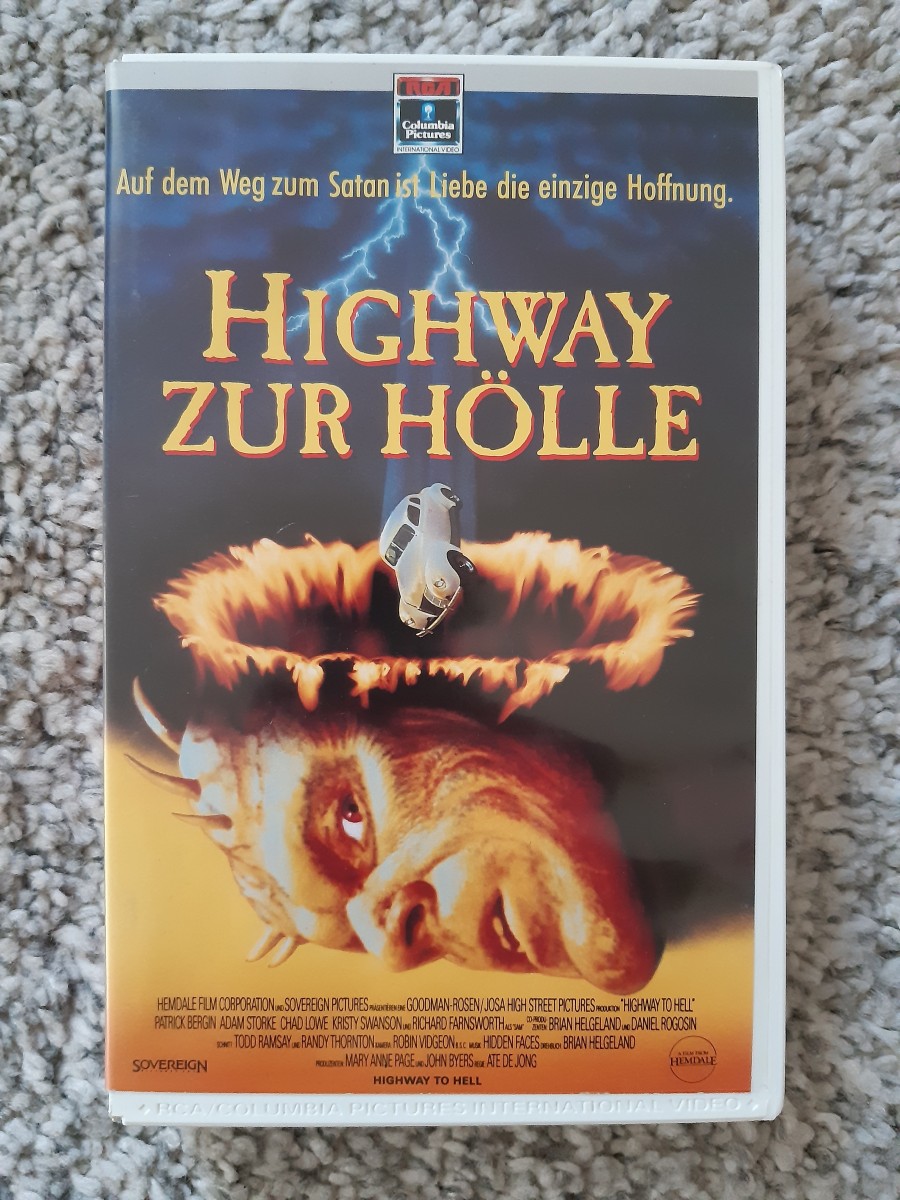 RCA
Columbia
Pictures
INTERNATIONAL VIDEO
Auf dem Weg zum Satan ist Liebe die einzige Hoffnung.
HIGHWAY
ZUR HÖLLE
HEMDALE FILM CORPORATION UND SOVEREIGN PICTURES PRÄSENTIEREN EINE GOODMAN-ROSEN/JOSA HIGH STREET PICTURES PRODUKTION "HIGHWAY TO HELL"
PATRICK BERGIN ADAM STORKE CHAD LOWE KRISTY SWANSON UND RICHARD FARNSWORTH ALS "SAM" CO-PRODUZENTEN: BRIAN HELGELAND UND DANIEL ROGOSIN
SCHNITT TODD RAMSAY UND RANDY THORNTON KAMERA ROBIN VIDGEON B.S.C. MUSIK HIDDEN FACES DREHBUCH BRIAN HELGELAND
PRODUZENTEN MARY ANNE PAGE UND JOHN BYERS REGIE ATE DE JONG
SOVEREIGN
A FILM FROM
HEMDALE
HIGHWAY TO HELL
RCA/COLUMBIA PICTURES INTERNATIONAL VIDEO